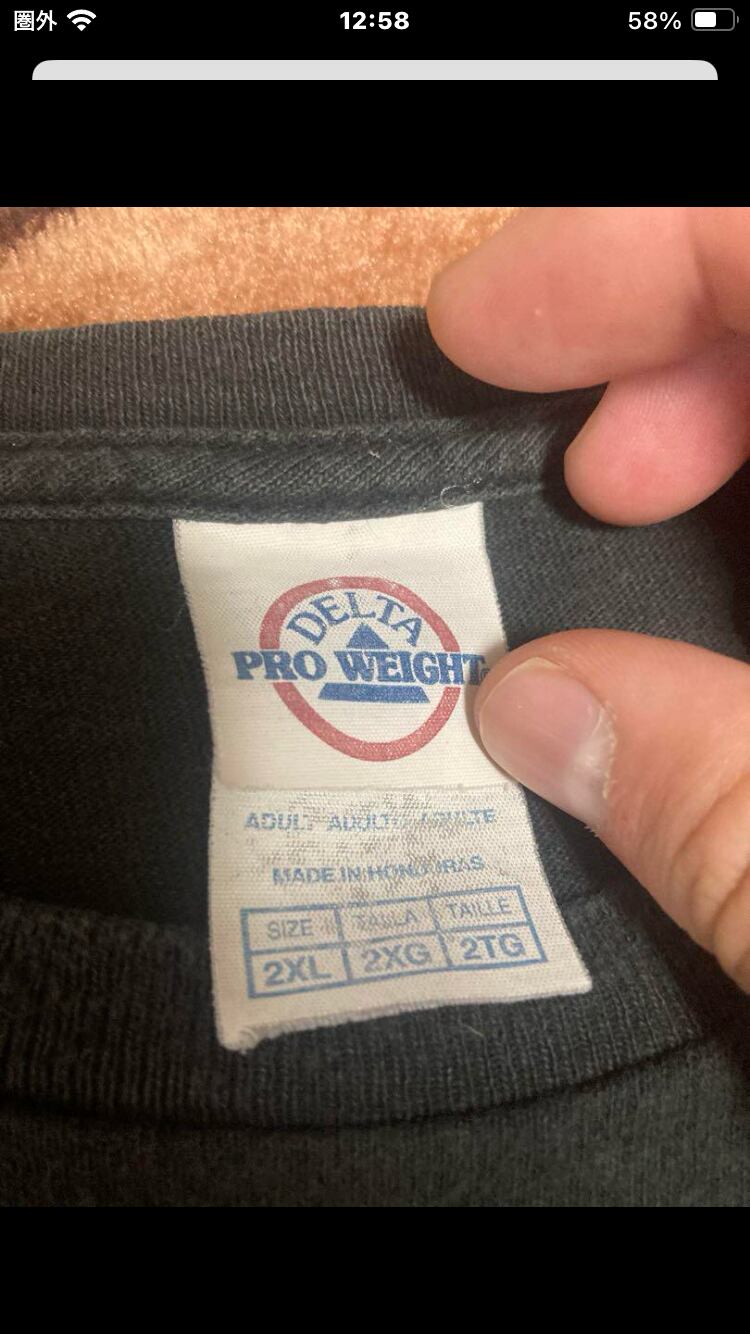 圏外 12:58 58%
DELTA
PRO WEIGHT
ADULT ADULTO ADULTE
MADE IN HONDURAS
SIZE TALLA TAILLE
2XL 2XG 2TG